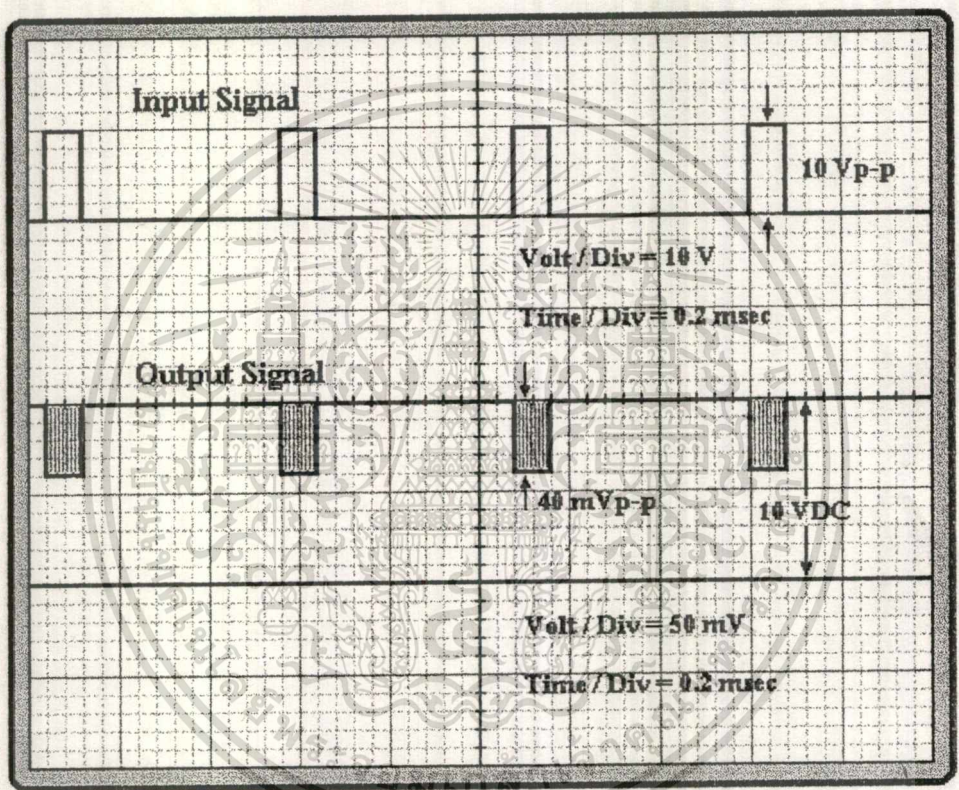 Input Signal
10 Vp-p
Volt / Div = 10 V
Time / Div = 0.2 msec
Output Signal
40 mVp-p
10 VDC
Volt / Div = 50 mV
Time / Div = 0.2 msec